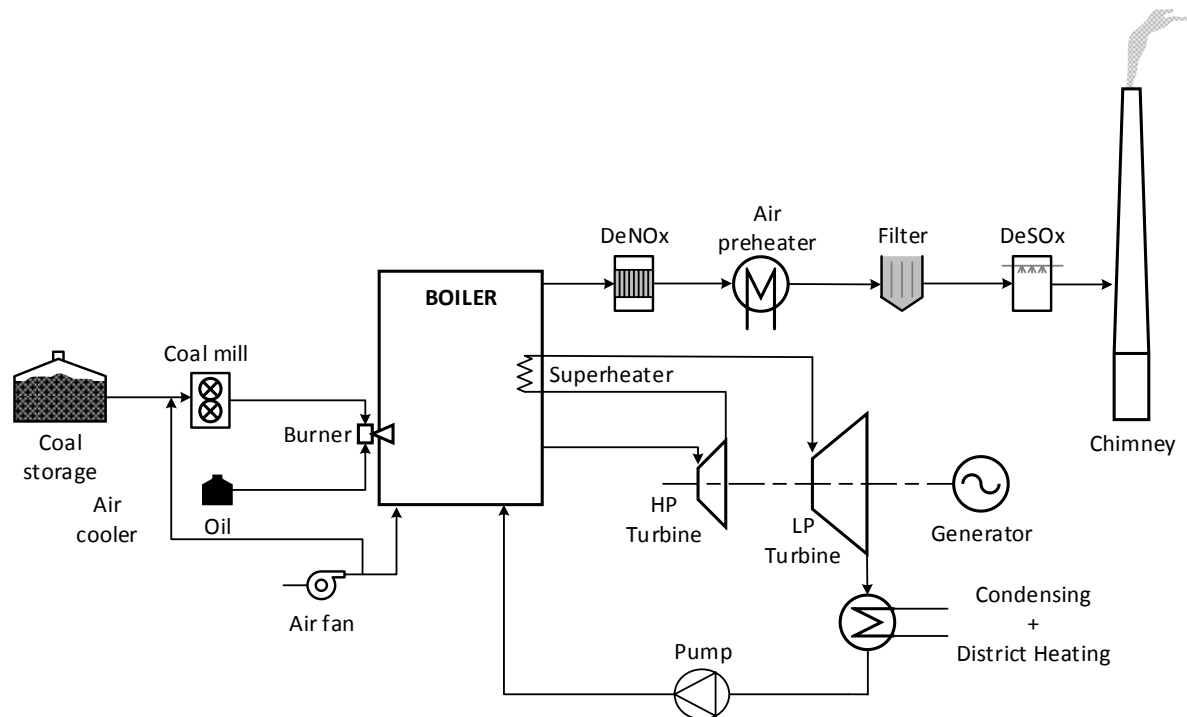 DeNOx
Air
preheater
Filter
DeSOx
BOILER
Coal mill
Superheater
Burner
Coal
storage
Chimney
Air
cooler
Oil
HP
Turbine
LP
Turbine
Generator
Air fan
Condensing
+
District Heating
Pump